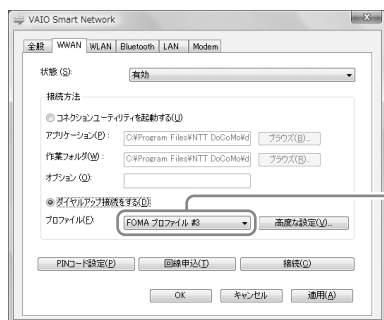 VAIO Smart Network
全般 WWAN WLAN Bluetooth LAN Modem
状態 (S): 有効
接続方法
コネクションユーティリティを起動する(U)
アプリケーション(P): C:¥Program Files¥NTT DoCoMo¥d ブラウズ(B)...
作業フォルダ(W): C:¥Program Files¥NTT DoCoMo¥d ブラウズ(X)...
オプション (O):
ダイヤルアップ接続をする(D)
プロファイル(F): FOMA プロファイル #3 高度な設定(V)...
PINコード設定(P) 回線申込(T) 接続(C)
OK キャンセル 適用(A)